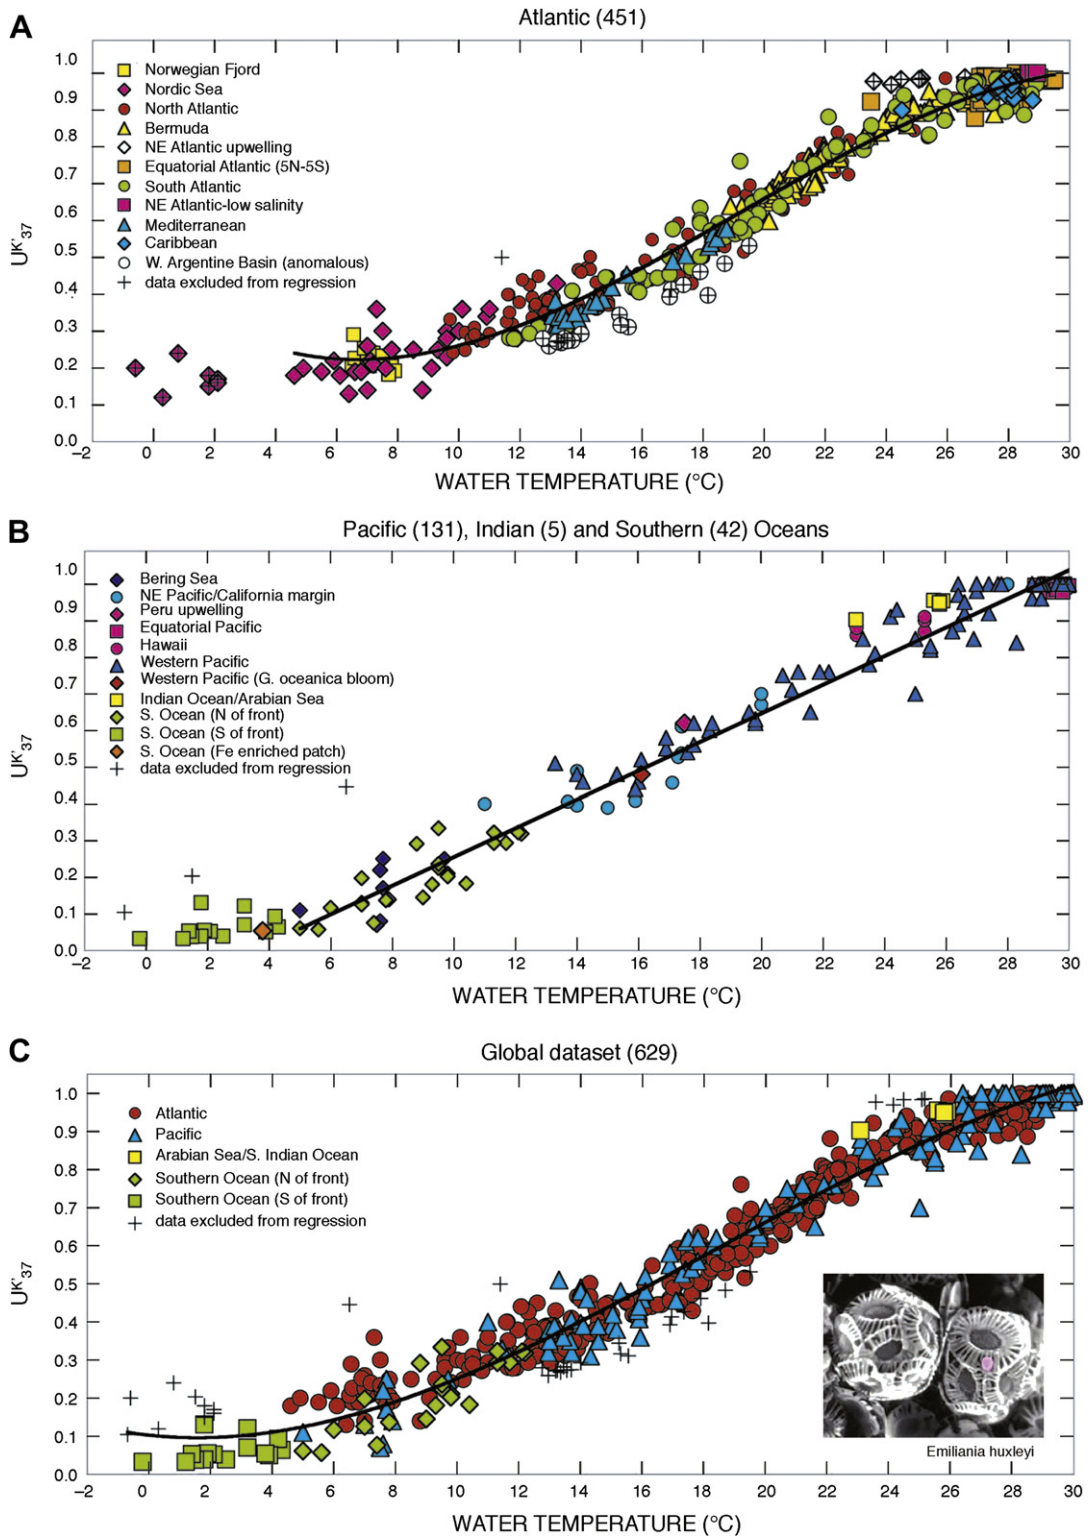 A
Atlantic (451)
1.0
0.9
0.8
0.7
0.6
0.5
0.4
0.3
0.2
0.1
0.0
UK'37
Norwegian Fjord
Nordic Sea
North Atlantic
Bermuda
NE Atlantic upwelling
Equatorial Atlantic (5N-5S)
South Atlantic
NE Atlantic-low salinity
Mediterranean
Caribbean
W. Argentine Basin (anomalous)
data excluded from regression
–2 0 2 4 6 8 10 12 14 16 18 20 22 24 26 28 30
WATER TEMPERATURE (°C)
B
Pacific (131), Indian (5) and Southern (42) Oceans
1.0
0.9
0.8
0.7
0.6
0.5
0.4
0.3
0.2
0.1
0.0
UK'37
Bering Sea
NE Pacific/California margin
Peru upwelling
Equatorial Pacific
Hawaii
Western Pacific
Western Pacific (G. oceanica bloom)
Indian Ocean/Arabian Sea
S. Ocean (N of front)
S. Ocean (S of front)
S. Ocean (Fe enriched patch)
data excluded from regression
–2 0 2 4 6 8 10 12 14 16 18 20 22 24 26 28 30
WATER TEMPERATURE (°C)
C
Global dataset (629)
1.0
0.9
0.8
0.7
0.6
0.5
0.4
0.3
0.2
0.1
0.0
UK'37
Atlantic
Pacific
Arabian Sea/S. Indian Ocean
Southern Ocean (N of front)
Southern Ocean (S of front)
data excluded from regression
Emiliania huxleyi
–2 0 2 4 6 8 10 12 14 16 18 20 22 24 26 28 30
WATER TEMPERATURE (°C)